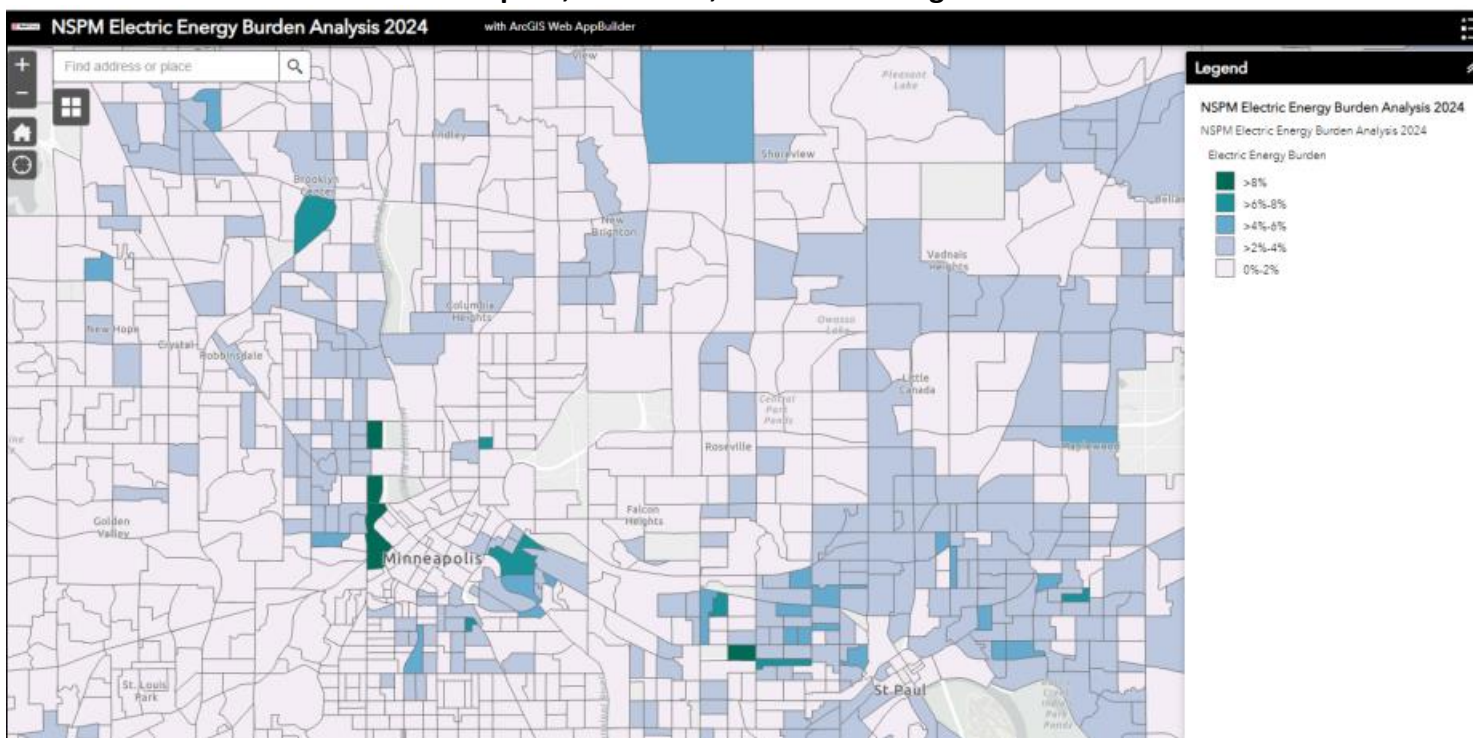 NSPM Electric Energy Burden Analysis 2024
with ArcGIS Web AppBuilder
Find address or place
Legend
NSPM Electric Energy Burden Analysis 2024
NSPM Electric Energy Burden Analysis 2024
Electric Energy Burden
>8%
>6%-8%
>4%-6%
>2%-4%
0%-2%
View
Pleasant
Lake
Fridley
Shoreview
Brooklyn
Center
New
Brighton
Vadnais
Heights
Columbia
Heights
Owasso
Lake
New Hope
Crystal
Robbinsdale
Little
Canada
Central
Park
Ponds
Roseville
Maplewood
Golden
Valley
Falcon
Heights
Minneapolis
St. Louis
Park
St Paul
Park
Ponds